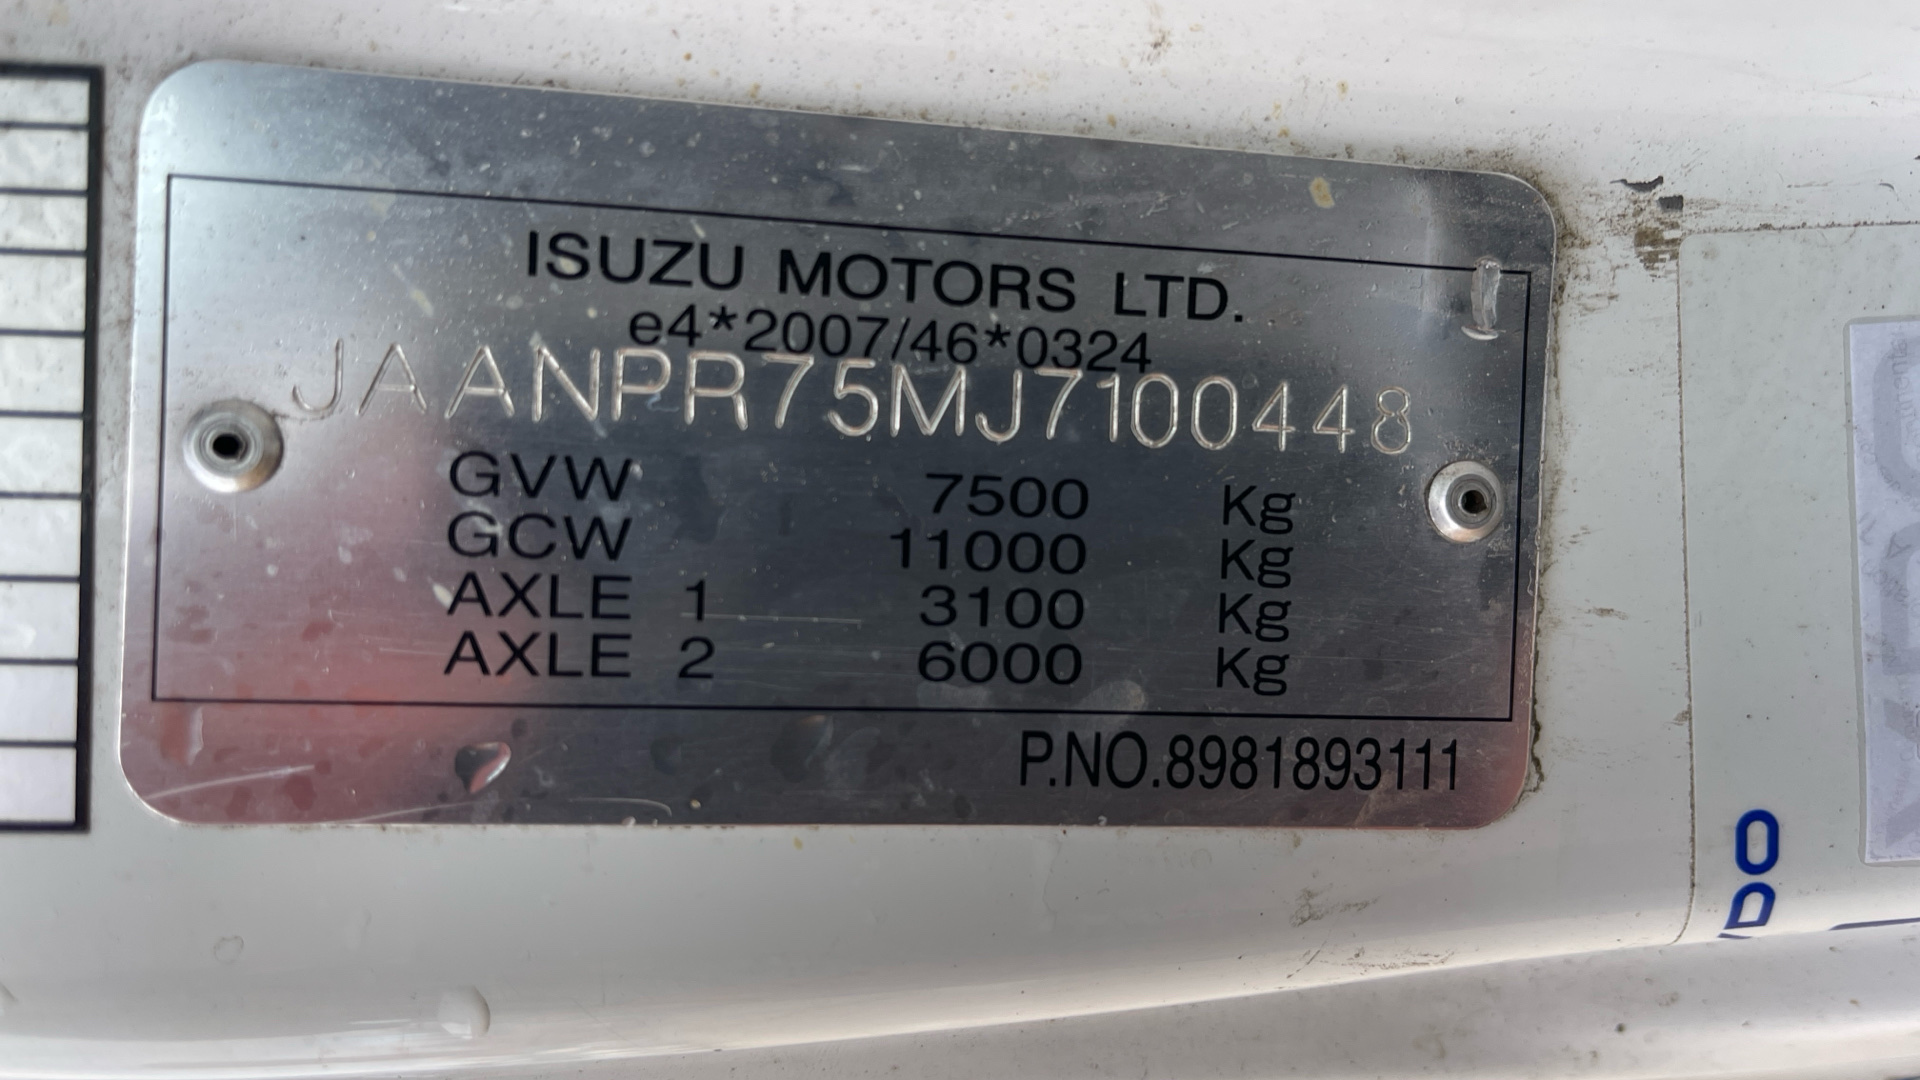 ISUZU MOTORS LTD.
e4*2007/46*0324
JAANPR75MJ7100448
GVW 7500 Kg
GCW 11000 Kg
AXLE 1 3100 Kg
AXLE 2 6000 Kg
P.NO.8981893111